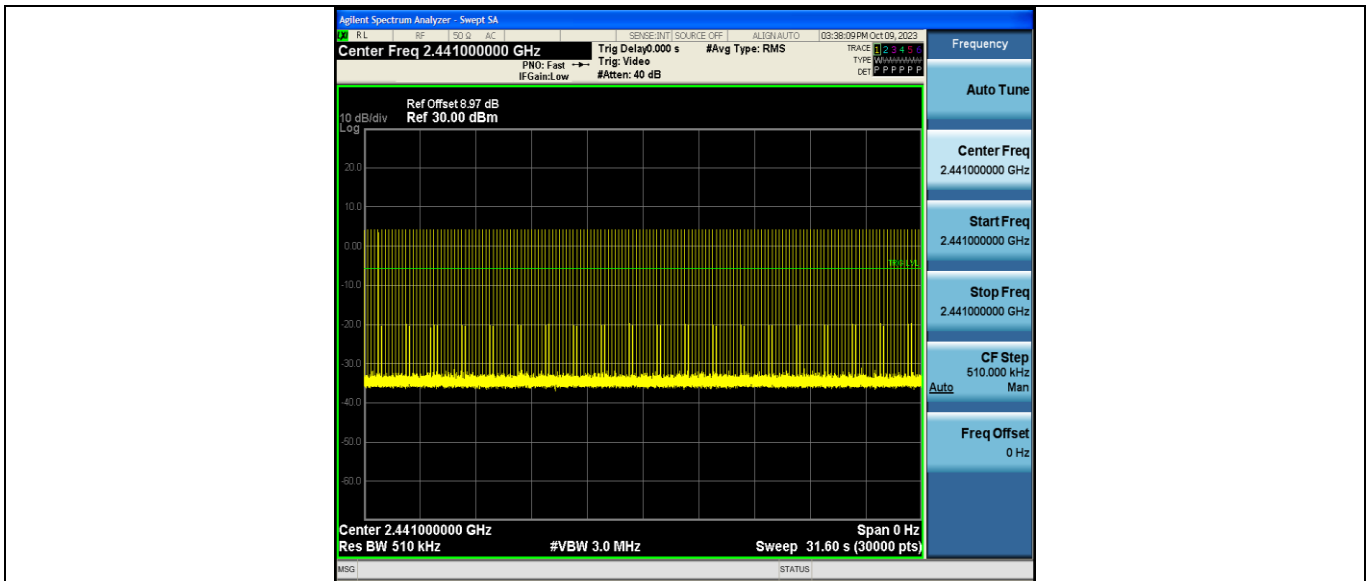 Agilent Spectrum Analyzer - Swept SA
LXI RL RF 50 Ω AC SENSE:INT SOURCE OFF ALIGN AUTO 03:38:09 PM Oct 09, 2023
Center Freq 2.441000000 GHz
PNO: Fast
IFGain:Low
Trig Delay0.000 s
Trig: Video
#Atten: 40 dB
#Avg Type: RMS
TRACE 1 2 3 4 5 6
TYPE WWWWWW
DET P P P P P P
Ref Offset 8.97 dB
10 dB/div Ref 30.00 dBm
Log
20.0
10.0
0.00
TRIG LVL
-10.0
-20.0
-30.0
-40.0
-50.0
-60.0
Center 2.441000000 GHz Span 0 Hz
Res BW 510 kHz #VBW 3.0 MHz Sweep 31.60 s (30000 pts)
MSG STATUS
Frequency
Auto Tune
Center Freq
2.441000000 GHz
Start Freq
2.441000000 GHz
Stop Freq
2.441000000 GHz
CF Step
510.000 kHz
Auto Man
Freq Offset
0 Hz